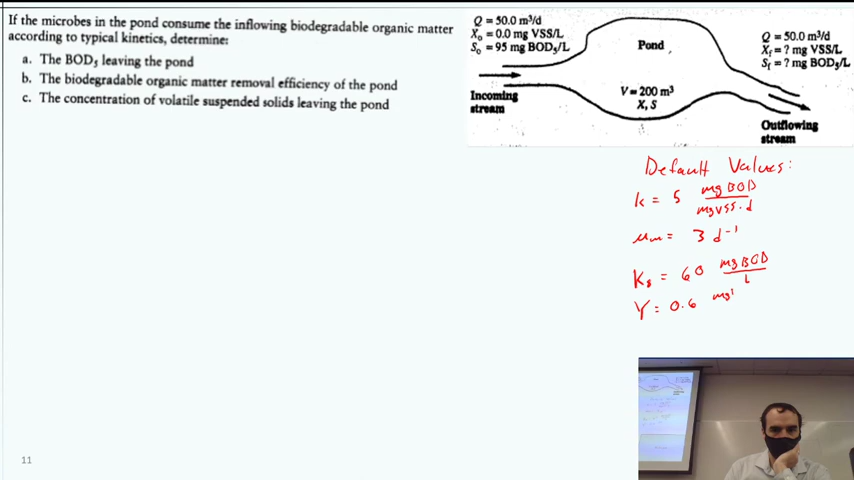 If the microbes in the pond consume the inflowing biodegradable organic matter
according to typical kinetics, determine:
a. The BOD₅ leaving the pond
b. The biodegradable organic matter removal efficiency of the pond
c. The concentration of volatile suspended solids leaving the pond
Q = 50.0 m³/d
X₀ = 0.0 mg VSS/L
S₀ = 95 mg BOD₅/L
Incoming
stream
Pond
V = 200 m³
X, S
Q = 50.0 m³/d
Xf = ? mg VSS/L
Sf = ? mg BOD₅/L
Outflowing
stream
Default Values:
k = 5 mg BOD / mg VSS·d
μm = 3 d⁻¹
Ks = 60 mg BOD / L
Y = 0.6 mg
11